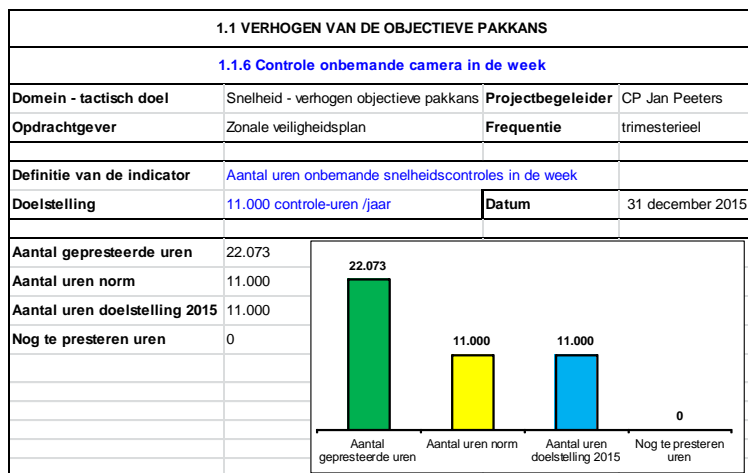 1.1 VERHOGEN VAN DE OBJECTIEVE PAKKANS
1.1.6 Controle onbemande camera in de week
Domein - tactisch doel Snelheid - verhogen objectieve pakkans Projectbegeleider CP Jan Peeters
Opdrachtgever Zonale veiligheidsplan Frequentie trimesterieel
Definitie van de indicator Aantal uren onbemande snelheidscontroles in de week
Doelstelling 11.000 controle-uren /jaar Datum 31 december 2015
Aantal gepresteerde uren 22.073
Aantal uren norm 11.000
Aantal uren doelstelling 2015 11.000
Nog te presteren uren 0
22.073
11.000
11.000
0
Aantal gepresteerde uren
Aantal uren norm
Aantal uren doelstelling 2015
Nog te presteren uren